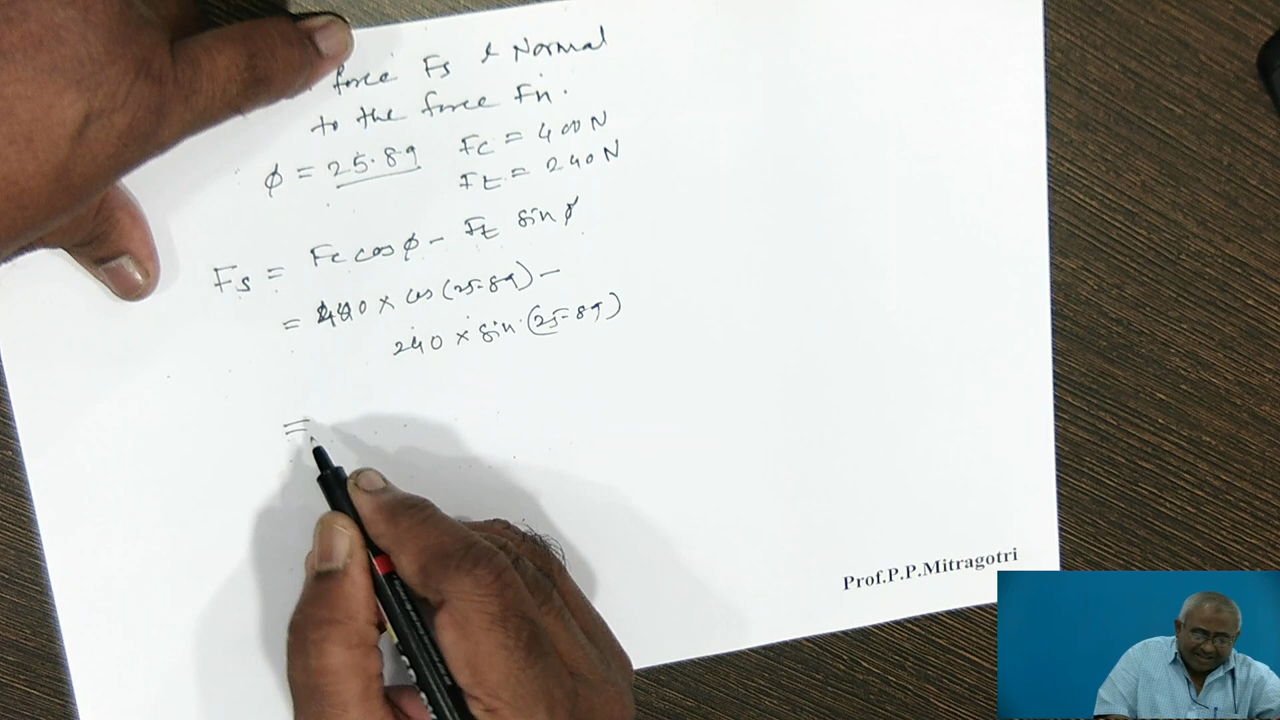 force Fs & Normal
to the force Fn.
φ = 25.89 Fc = 400 N
Ft = 240 N
Fs = Fc cos φ - Ft sin φ
= 400 × cos (25.89) -
240 × sin (25.89)
=
Prof.P.P.Mitragotri